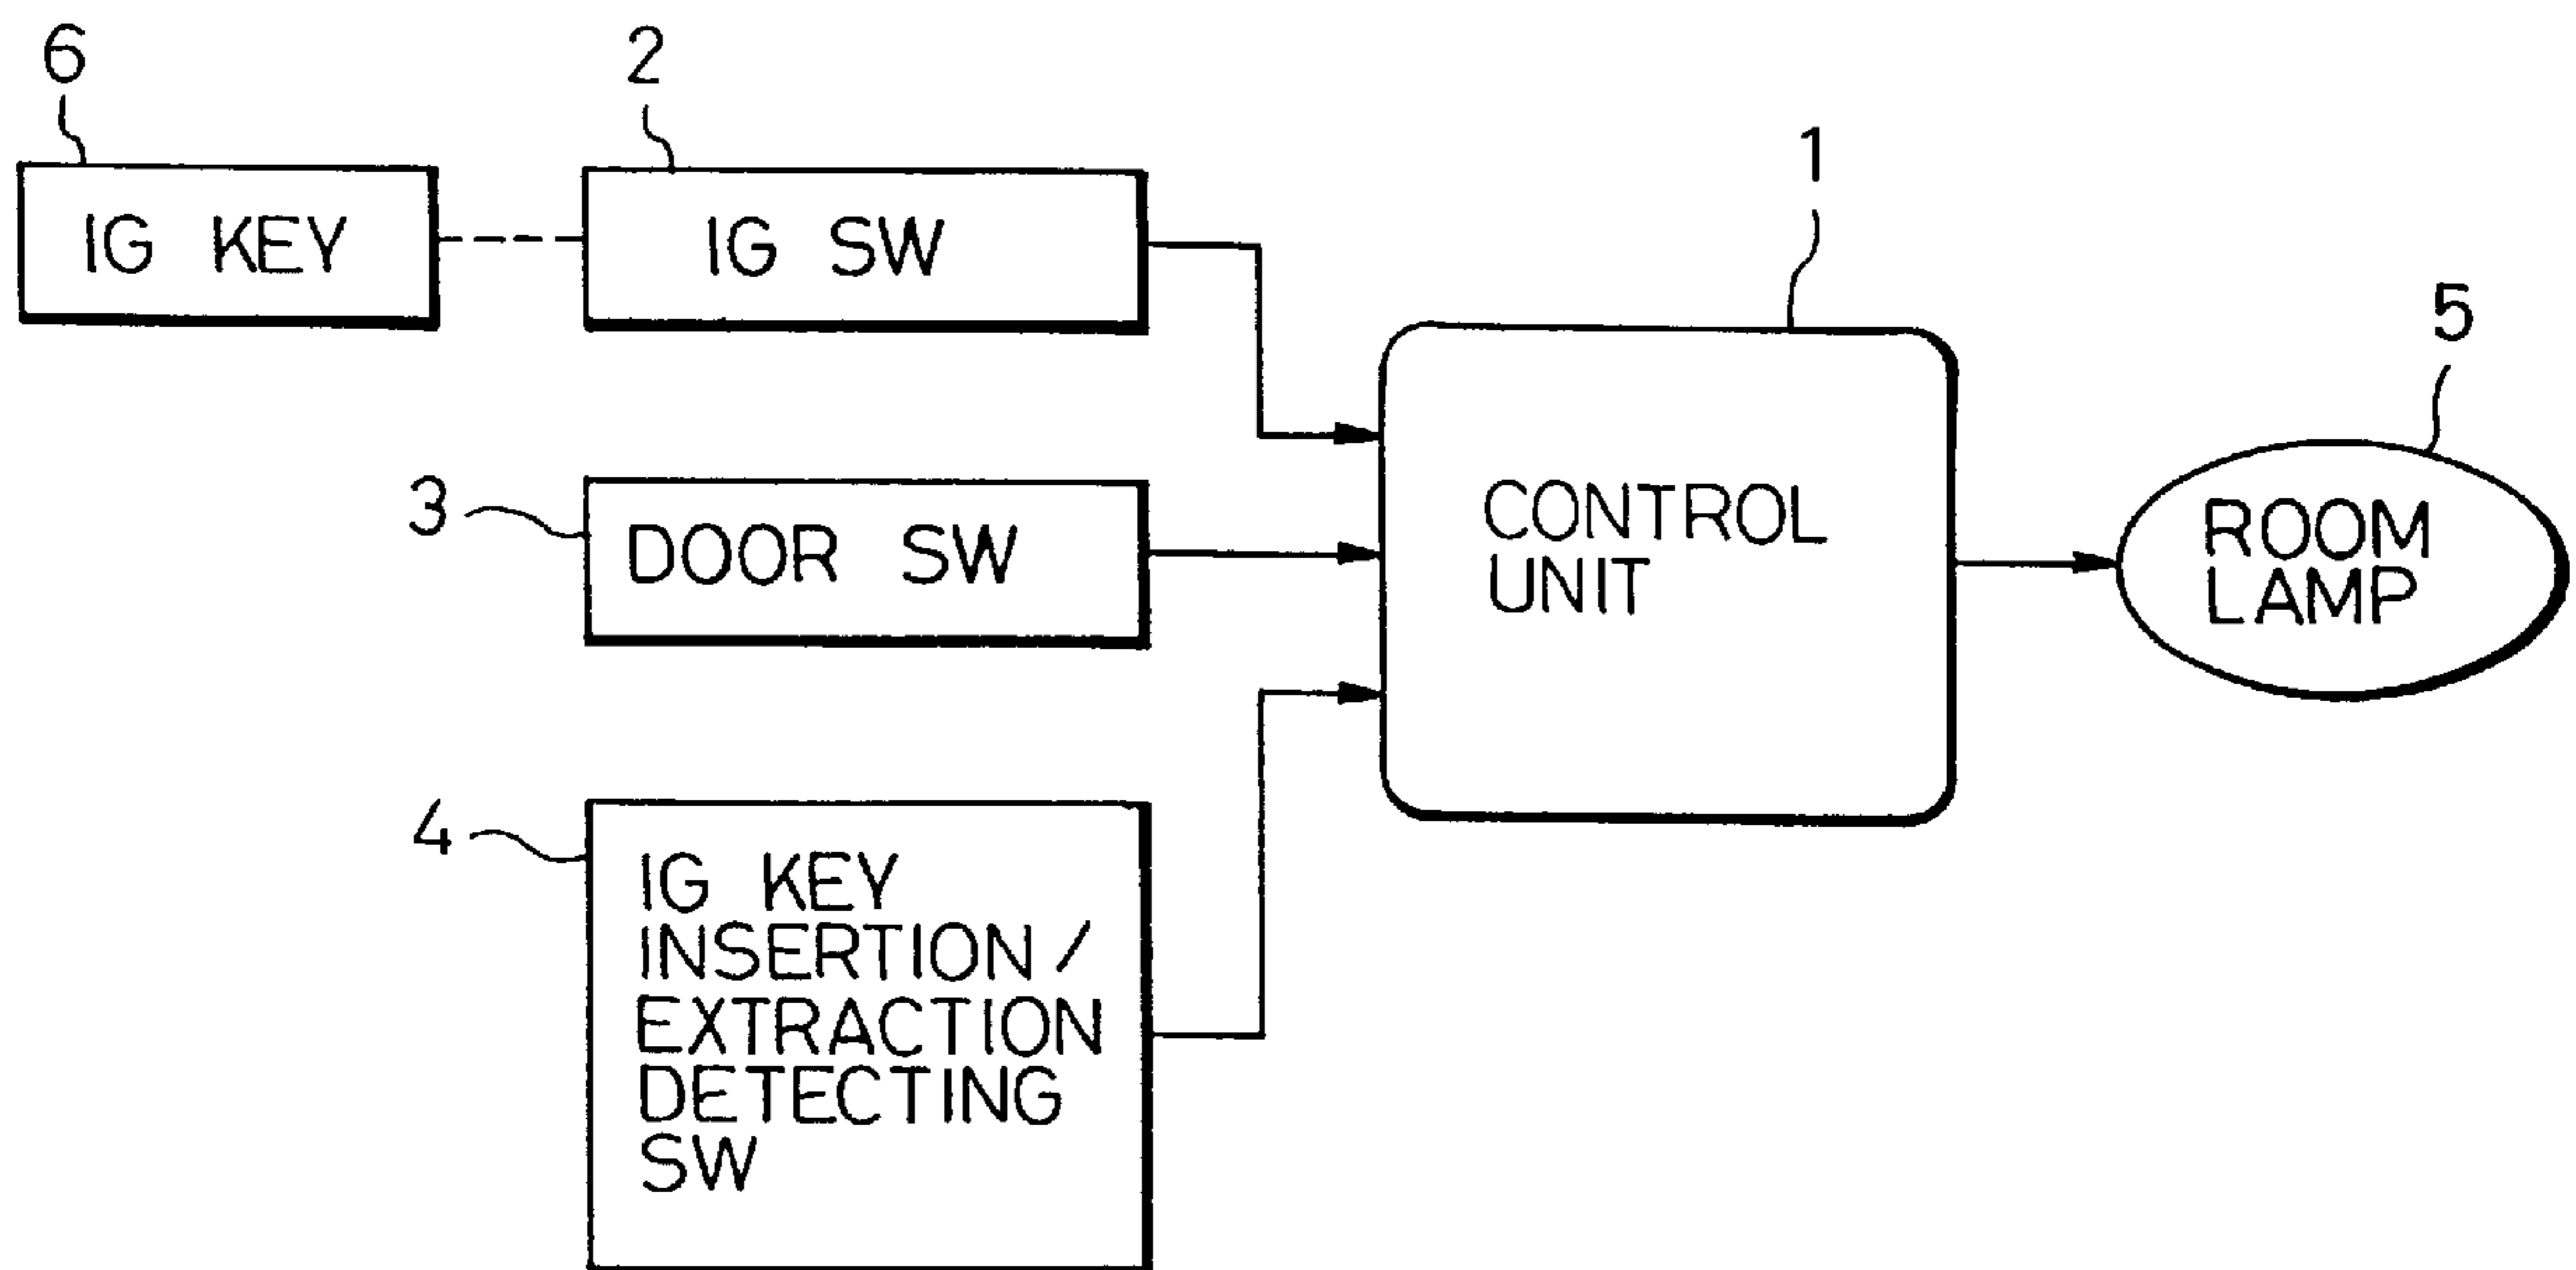 6
2
1
5
IG KEY
IG SW
3
DOOR SW
CONTROL
UNIT
ROOM
LAMP
4
IG KEY
INSERTION/
EXTRACTION
DETECTING
SW